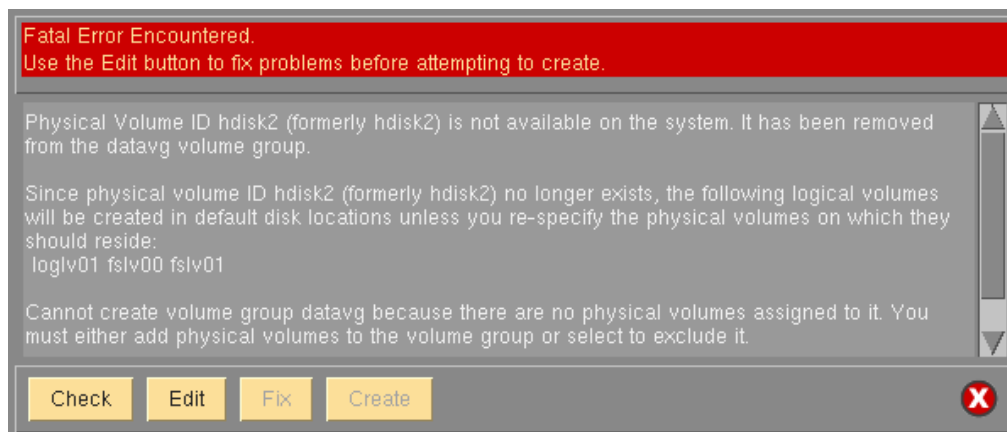 Fatal Error Encountered.
Use the Edit button to fix problems before attempting to create.
Physical Volume ID hdisk2 (formerly hdisk2) is not available on the system. It has been removed
from the datavg volume group.
Since physical volume ID hdisk2 (formerly hdisk2) no longer exists, the following logical volumes
will be created in default disk locations unless you re-specify the physical volumes on which they
should reside:
loglv01 fslv00 fslv01
Cannot create volume group datavg because there are no physical volumes assigned to it. You
must either add physical volumes to the volume group or select to exclude it.
Check Edit Fix Create